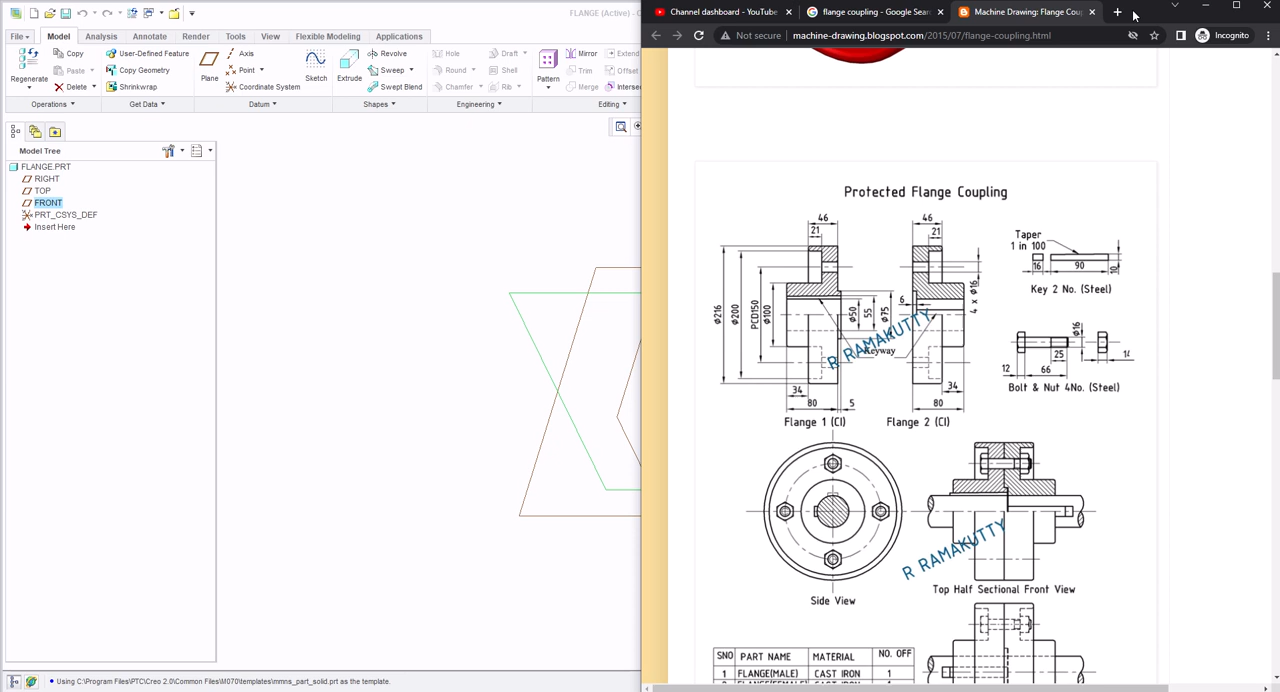 FLANGE (Active) - C
File
Model
Analysis
Annotate
Render
Tools
View
Flexible Modeling
Applications
Regenerate
Copy
Paste
Delete
User-Defined Feature
Copy Geometry
Shrinkwrap
Plane
Axis
Point
Coordinate System
Sketch
Extrude
Revolve
Sweep
Swept Blend
Hole
Round
Chamfer
Draft
Shell
Rib
Pattern
Mirror
Trim
Merge
Extend
Offset
Interse
Operations
Get Data
Datum
Shapes
Engineering
Editing
Model Tree
FLANGE.PRT
RIGHT
TOP
FRONT
PRT_CSYS_DEF
Insert Here
Using C:\Program Files\PTC\Creo 2.0\Common Files\M070\templates\mmns_part_solid.prt as the template.
Channel dashboard - YouTube
flange coupling - Google Sear
Machine Drawing: Flange Coup
Not secure
machine-drawing.blogspot.com/2015/07/flange-coupling.html
Incognito
Protected Flange Coupling
46
21
46
21
Taper
1 in 100
16
90
10
Key 2 No. (Steel)
ø216
ø200
PCD150
ø100
ø50
55
ø75
6
4 x ø16
Keyway
R RAMAKUTTY
34
80
5
34
80
Flange 1 (CI)
Flange 2 (CI)
ø16
25
12
66
14
Bolt & Nut 4No. (Steel)
R RAMAKUTTY
Side View
Top Half Sectional Front View
SNO
PART NAME
MATERIAL
NO. OFF
1
FLANGE(MALE)
CAST IRON
1